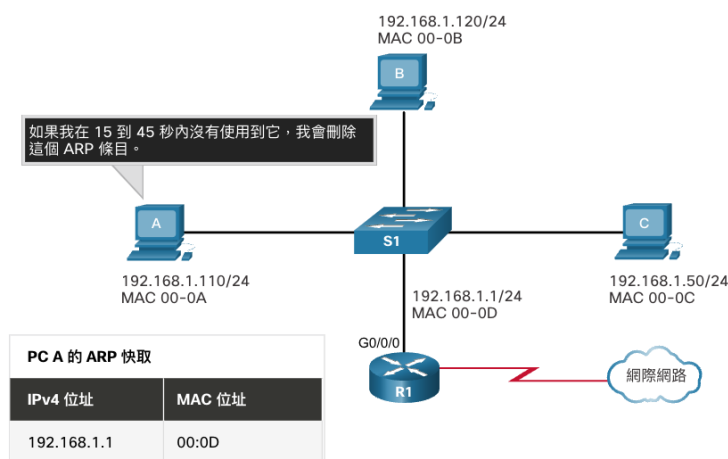 192.168.1.120/24
MAC 00-0B
B
如果我在 15 到 45 秒內沒有使用到它，我會刪除
這個 ARP 條目。
A
S1
C
192.168.1.110/24
MAC 00-0A
192.168.1.50/24
MAC 00-0C
192.168.1.1/24
MAC 00-0D
G0/0/0
R1
網際網路
PC A 的 ARP 快取
IPv4 位址 MAC 位址
192.168.1.1 00:0D